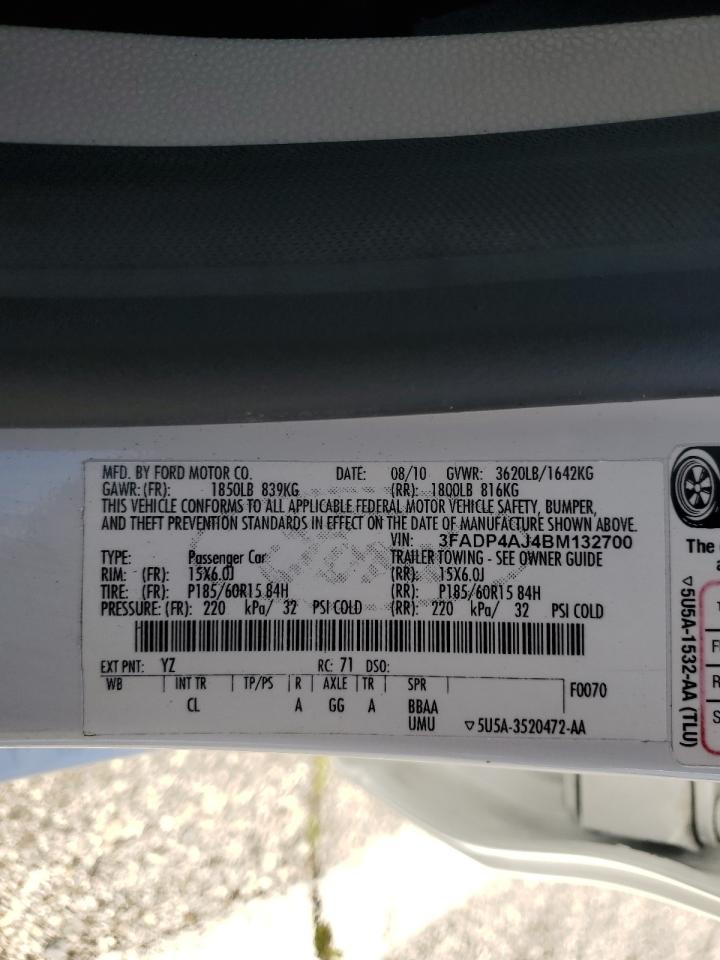 MFD. BY FORD MOTOR CO. DATE: 08/10 GVWR: 3620LB/1642KG
GAWR: (FR): 1850LB 839KG (RR): 1800LB 816KG
THIS VEHICLE CONFORMS TO ALL APPLICABLE FEDERAL MOTOR VEHICLE SAFETY, BUMPER,
AND THEFT PREVENTION STANDARDS IN EFFECT ON THE DATE OF MANUFACTURE SHOWN ABOVE.
VIN: 3FADP4AJ4BM132700
TYPE: Passenger Car TRAILER TOWING - SEE OWNER GUIDE
RIM: (FR): 15X6.0J (RR): 15X6.0J
TIRE: (FR): P185/60R15 84H (RR): P185/60R15 84H
PRESSURE: (FR): 220 kPa/ 32 PSI COLD (RR): 220 kPa/ 32 PSI COLD
EXT PNT: YZ RC: 71 DSO:
WB INT TR TP/PS R AXLE TR SPR F0070
CL A GG A BBAA
UMU ▽5U5A-3520472-AA
The
▽5U5A-1532-AA (TLU)